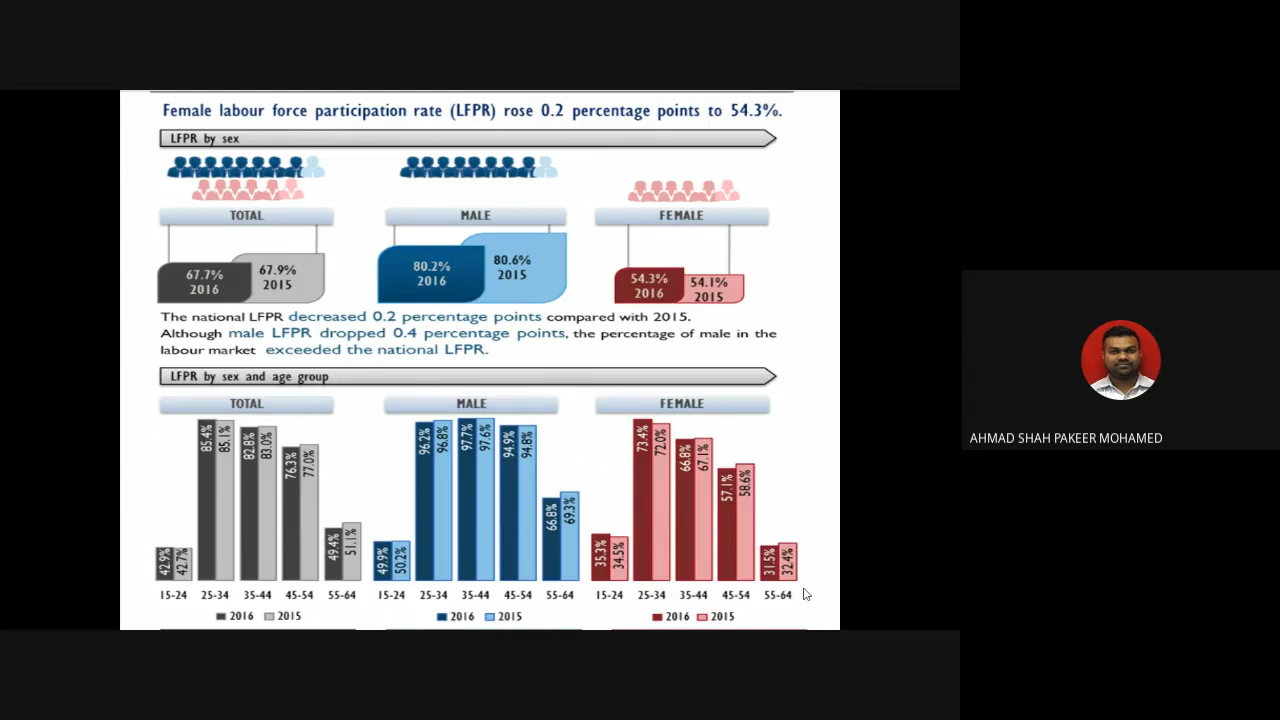 Female labour force participation rate (LFPR) rose 0.2 percentage points to 54.3%.
LFPR by sex
TOTAL
MALE
FEMALE
67.7%
2016
67.9%
2015
80.2%
2016
80.6%
2015
54.3%
2016
54.1%
2015
The national LFPR decreased 0.2 percentage points compared with 2015.
Although male LFPR dropped 0.4 percentage points, the percentage of male in the
labour market exceeded the national LFPR.
LFPR by sex and age group
TOTAL
MALE
FEMALE
42.9%
42.7%
85.4%
85.1%
82.8%
83.0%
76.3%
77.0%
49.4%
51.1%
15-24 25-34 35-44 45-54 55-64
2016 2015
49.9%
50.2%
96.2%
96.8%
97.7%
97.6%
94.9%
94.8%
66.8%
69.3%
15-24 25-34 35-44 45-54 55-64
2016 2015
35.3%
34.5%
73.4%
72.0%
66.8%
67.1%
57.1%
58.6%
31.5%
32.4%
15-24 25-34 35-44 45-54 55-64
2016 2015
AHMAD SHAH PAKEER MOHAMED